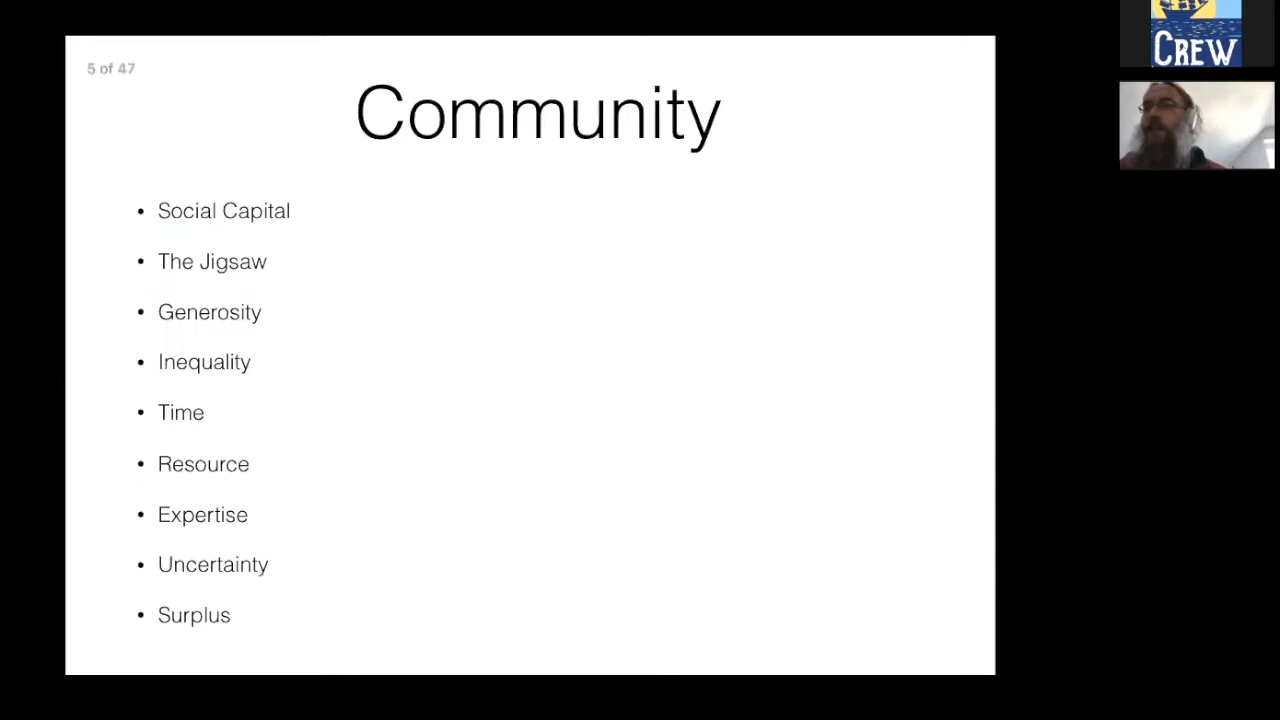 5 of 47
Community
• Social Capital
• The Jigsaw
• Generosity
• Inequality
• Time
• Resource
• Expertise
• Uncertainty
• Surplus
CREW